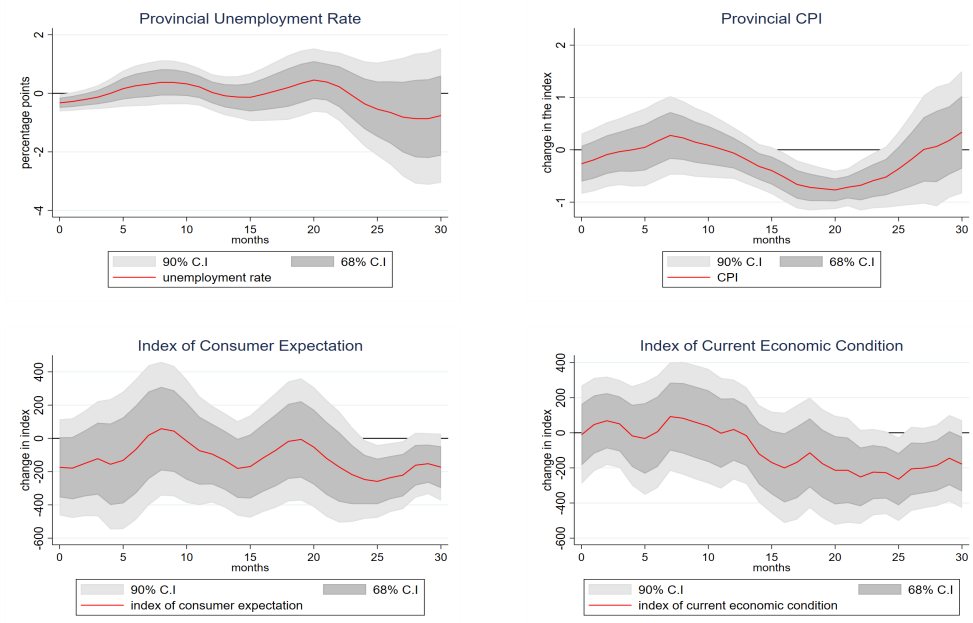 Provincial Unemployment Rate
percentage points
2
0
-2
-4
0 5 10 15 20 25 30
months
90% C.I 68% C.I
unemployment rate
Provincial CPI
change in the index
2
1
0
-1
0 5 10 15 20 25 30
months
90% C.I 68% C.I
CPI
Index of Consumer Expectation
change in index
400
200
0
-200
-400
-600
0 5 10 15 20 25 30
months
90% C.I 68% C.I
index of consumer expectation
Index of Current Economic Condition
change in index
400
200
0
-200
-400
-600
0 5 10 15 20 25 30
months
90% C.I 68% C.I
index of current economic condition